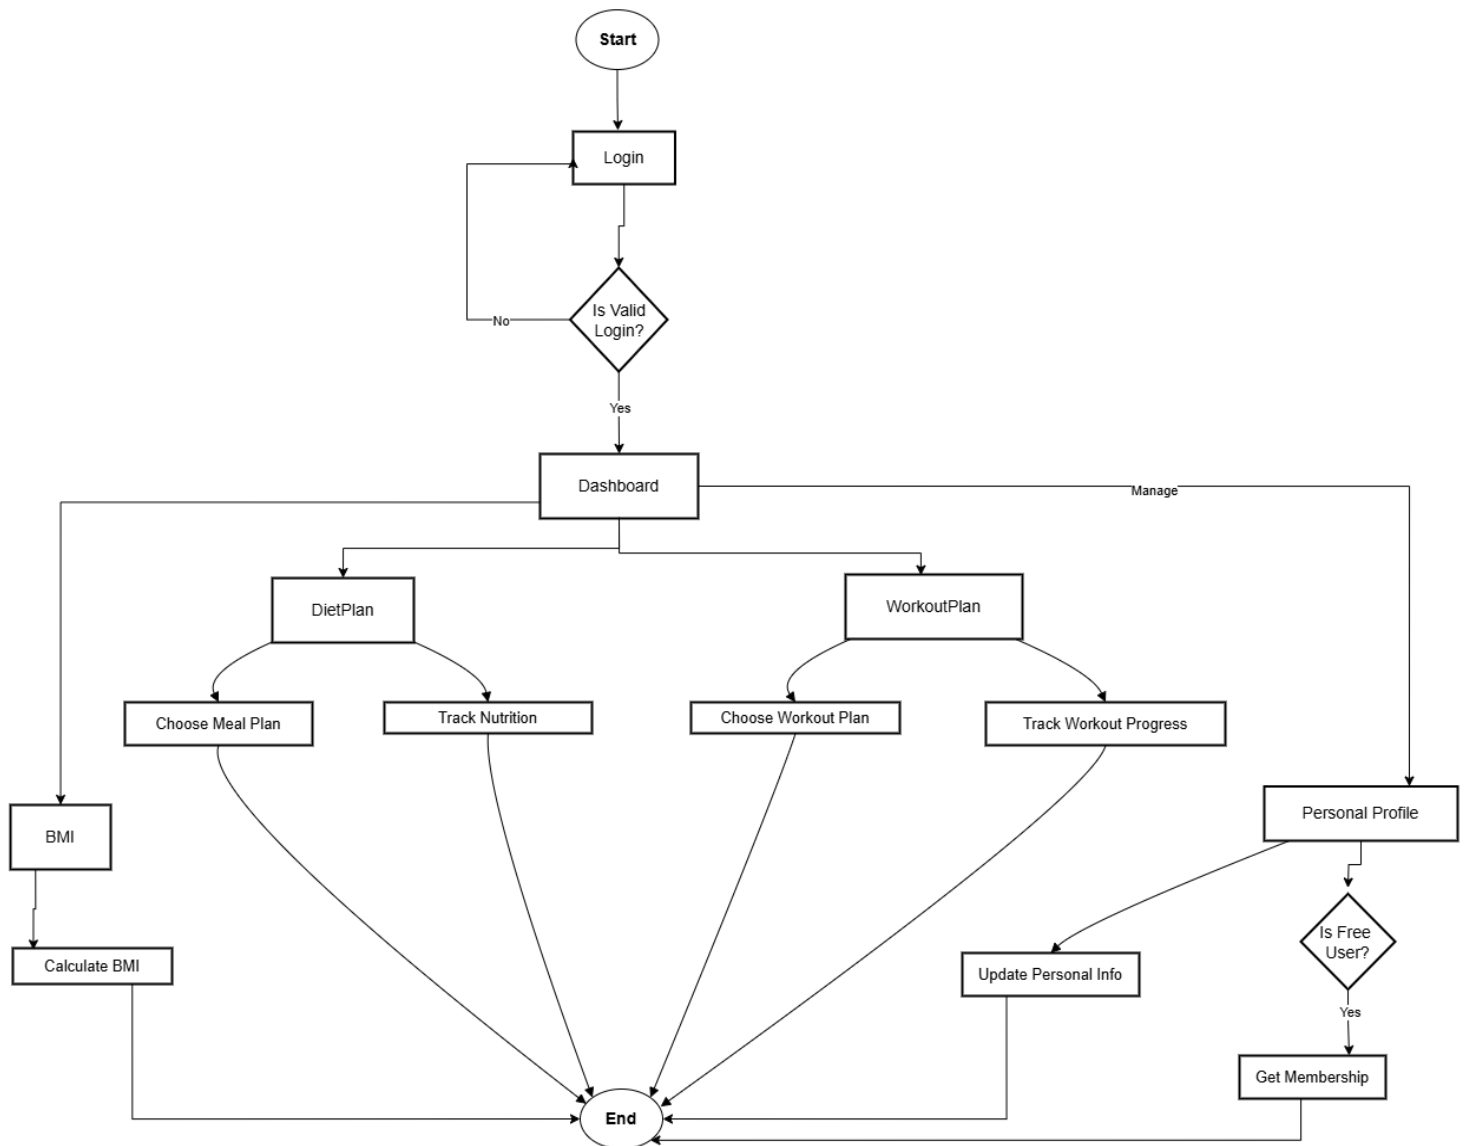 Start
Login
Is Valid
Login?
No
Yes
Dashboard
Manage
DietPlan
WorkoutPlan
Choose Meal Plan
Track Nutrition
Choose Workout Plan
Track Workout Progress
BMI
Personal Profile
Is Free
User?
Calculate BMI
Update Personal Info
Yes
Get Membership
End